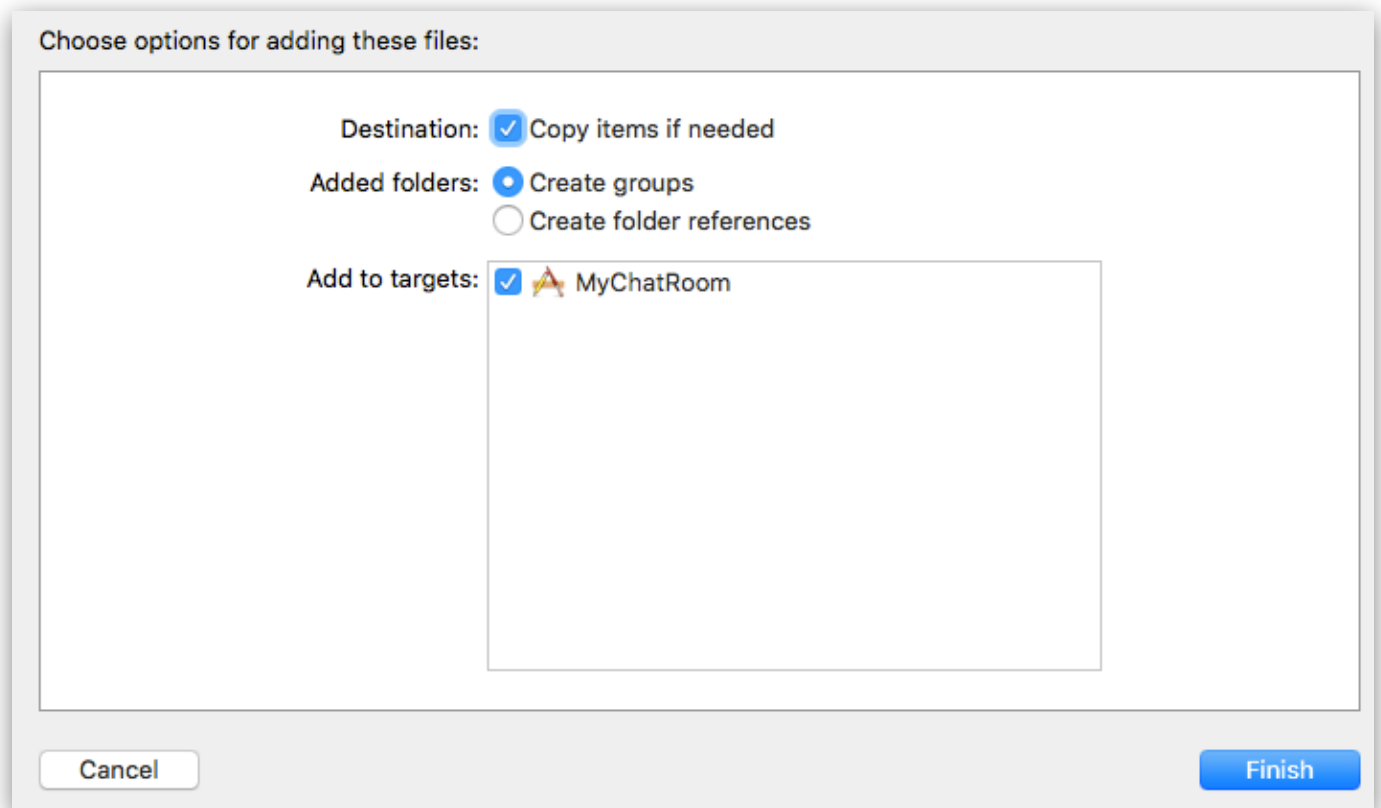 Choose options for adding these files:
Destination: Copy items if needed
Added folders: Create groups
Create folder references
Add to targets: MyChatRoom
Cancel Finish